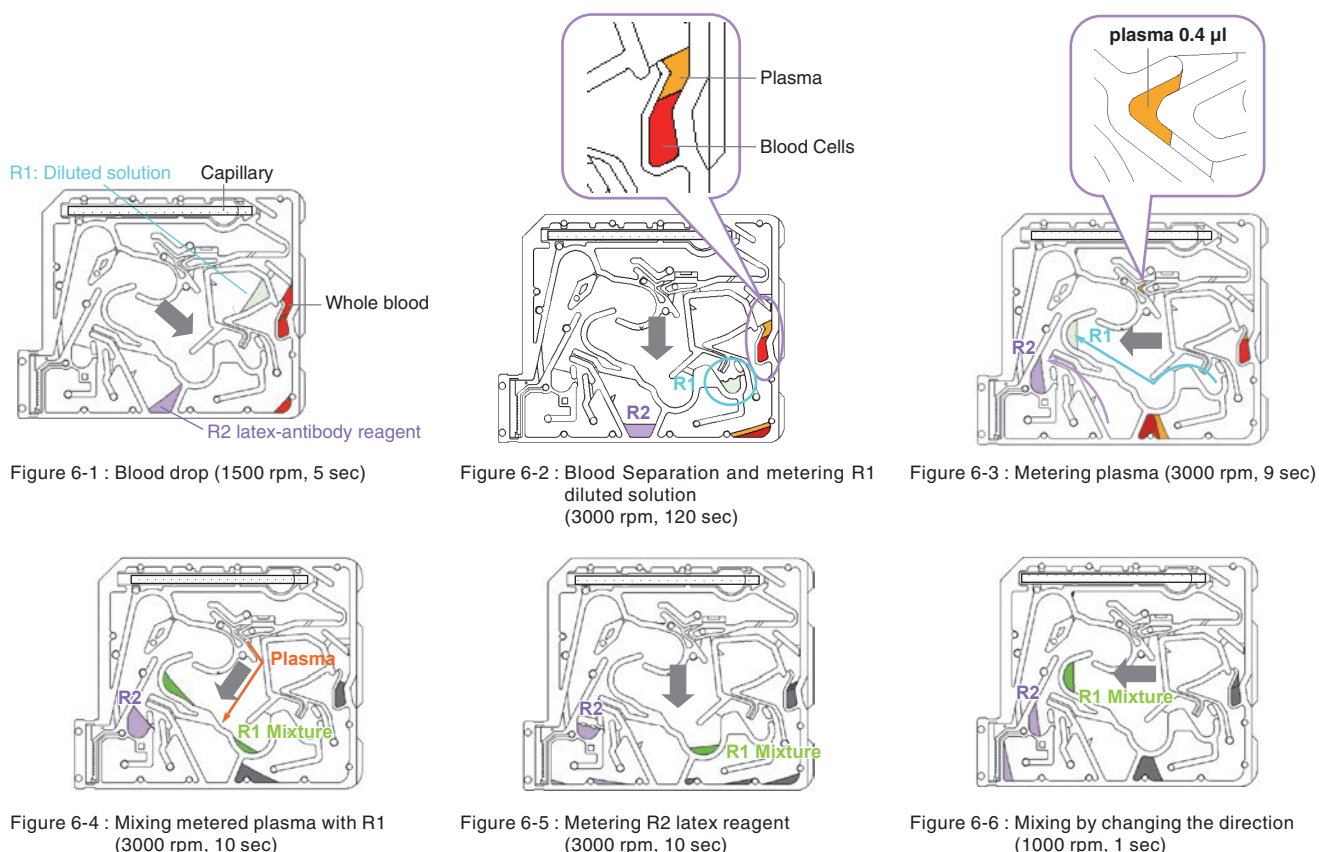 R1: Diluted solution
Capillary
Whole blood
R2 latex-antibody reagent
Figure 6-1 : Blood drop (1500 rpm, 5 sec)
Plasma
Blood Cells
R1
R2
Figure 6-2 : Blood Separation and metering R1
diluted solution
(3000 rpm, 120 sec)
plasma 0.4 µl
R2
R1
Figure 6-3 : Metering plasma (3000 rpm, 9 sec)
Plasma
R2
R1 Mixture
Figure 6-4 : Mixing metered plasma with R1
(3000 rpm, 10 sec)
R2
R1 Mixture
Figure 6-5 : Metering R2 latex reagent
(3000 rpm, 10 sec)
R2
R1 Mixture
Figure 6-6 : Mixing by changing the direction
(1000 rpm, 1 sec)